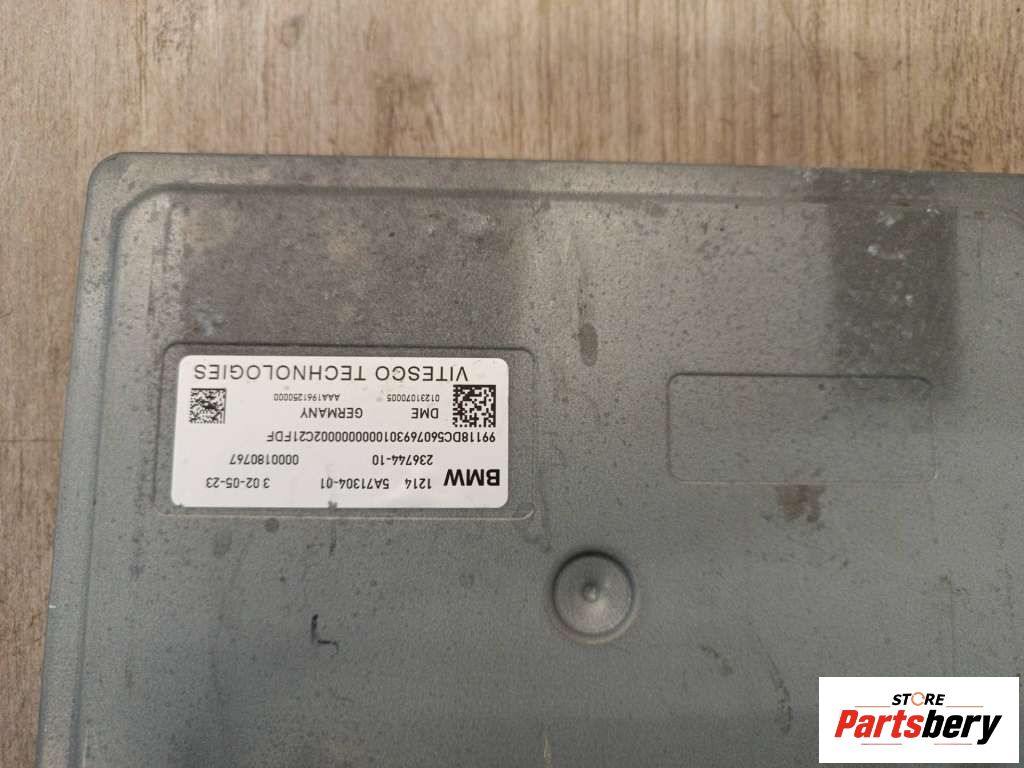 BMW 1214 5A71304-01 3 02-05-23
236744-10 0000180767
99118DC5607693010000000002C21FDF
DME GERMANY
01231070005 AAA1961250000
VITESCO TECHNOLOGIES
L
STORE
Partsbery